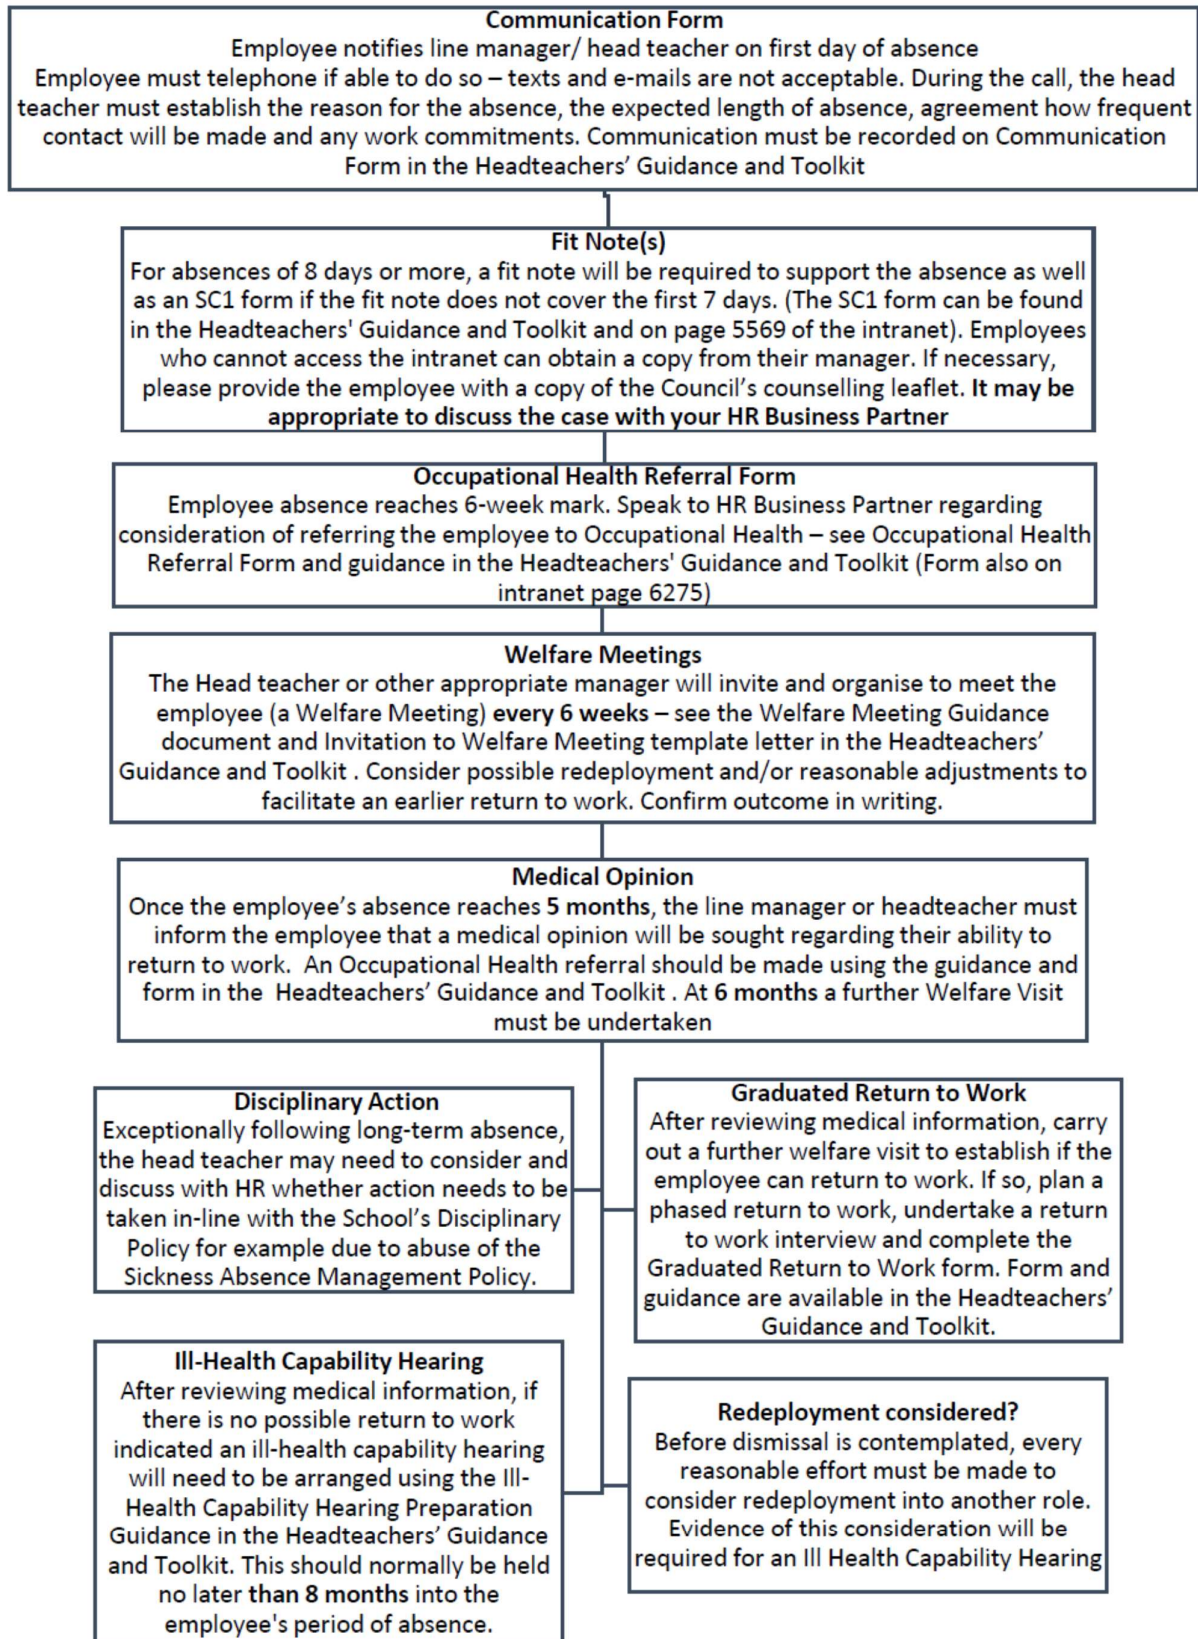 Communication Form
Employee notifies line manager/ head teacher on first day of absence
Employee must telephone if able to do so – texts and e-mails are not acceptable. During the call, the head
teacher must establish the reason for the absence, the expected length of absence, agreement how frequent
contact will be made and any work commitments. Communication must be recorded on Communication
Form in the Headteachers’ Guidance and Toolkit
Fit Note(s)
For absences of 8 days or more, a fit note will be required to support the absence as well
as an SC1 form if the fit note does not cover the first 7 days. (The SC1 form can be found
in the Headteachers' Guidance and Toolkit and on page 5569 of the intranet). Employees
who cannot access the intranet can obtain a copy from their manager. If necessary,
please provide the employee with a copy of the Council’s counselling leaflet. It may be
appropriate to discuss the case with your HR Business Partner
Occupational Health Referral Form
Employee absence reaches 6-week mark. Speak to HR Business Partner regarding
consideration of referring the employee to Occupational Health – see Occupational Health
Referral Form and guidance in the Headteachers' Guidance and Toolkit (Form also on
intranet page 6275)
Welfare Meetings
The Head teacher or other appropriate manager will invite and organise to meet the
employee (a Welfare Meeting) every 6 weeks – see the Welfare Meeting Guidance
document and Invitation to Welfare Meeting template letter in the Headteachers’
Guidance and Toolkit . Consider possible redeployment and/or reasonable adjustments to
facilitate an earlier return to work. Confirm outcome in writing.
Medical Opinion
Once the employee’s absence reaches 5 months, the line manager or headteacher must
inform the employee that a medical opinion will be sought regarding their ability to
return to work. An Occupational Health referral should be made using the guidance and
form in the Headteachers’ Guidance and Toolkit . At 6 months a further Welfare Visit
must be undertaken
Disciplinary Action
Exceptionally following long-term absence,
the head teacher may need to consider and
discuss with HR whether action needs to be
taken in-line with the School’s Disciplinary
Policy for example due to abuse of the
Sickness Absence Management Policy.
Graduated Return to Work
After reviewing medical information, carry
out a further welfare visit to establish if the
employee can return to work. If so, plan a
phased return to work, undertake a return
to work interview and complete the
Graduated Return to Work form. Form and
guidance are available in the Headteachers’
Guidance and Toolkit.
Ill-Health Capability Hearing
After reviewing medical information, if
there is no possible return to work
indicated an ill-health capability hearing
will need to be arranged using the Ill-
Health Capability Hearing Preparation
Guidance in the Headteachers’ Guidance
and Toolkit. This should normally be held
no later than 8 months into the
employee's period of absence.
Redeployment considered?
Before dismissal is contemplated, every
reasonable effort must be made to
consider redeployment into another role.
Evidence of this consideration will be
required for an Ill Health Capability Hearing